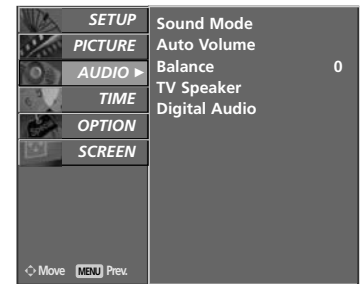 SETUP
PICTURE
AUDIO ►
TIME
OPTION
SCREEN
Move MENU Prev.
Sound Mode
Auto Volume
Balance 0
TV Speaker
Digital Audio